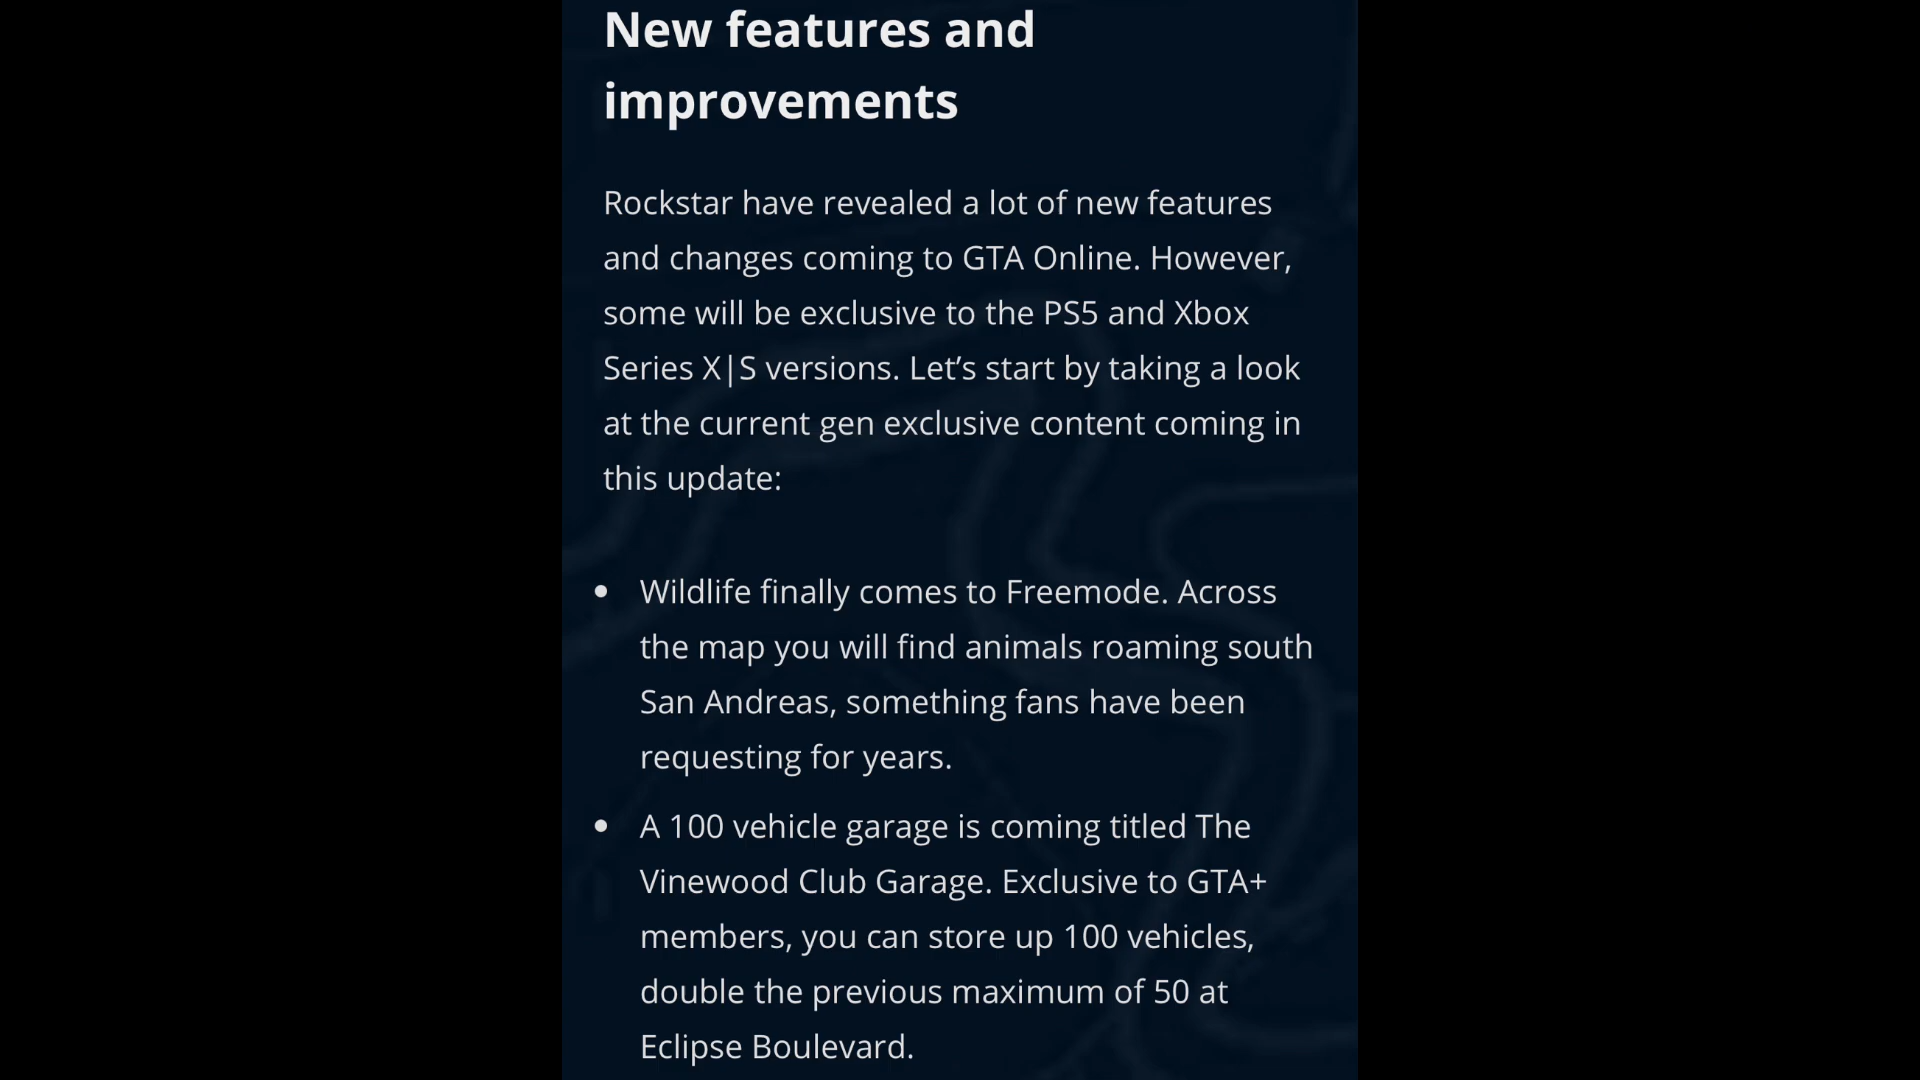 New features and
improvements
Rockstar have revealed a lot of new features
and changes coming to GTA Online. However,
some will be exclusive to the PS5 and Xbox
Series X|S versions. Let’s start by taking a look
at the current gen exclusive content coming in
this update:
• Wildlife finally comes to Freemode. Across
the map you will find animals roaming south
San Andreas, something fans have been
requesting for years.
• A 100 vehicle garage is coming titled The
Vinewood Club Garage. Exclusive to GTA+
members, you can store up 100 vehicles,
double the previous maximum of 50 at
Eclipse Boulevard.